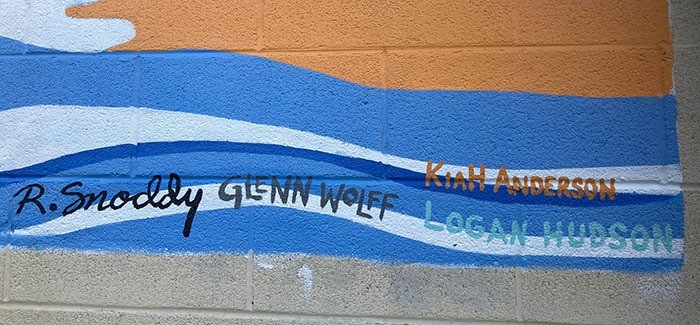 R. Snoddy
GLENN WOLFF
KIAH ANDERSON
LOGAN HUDSON